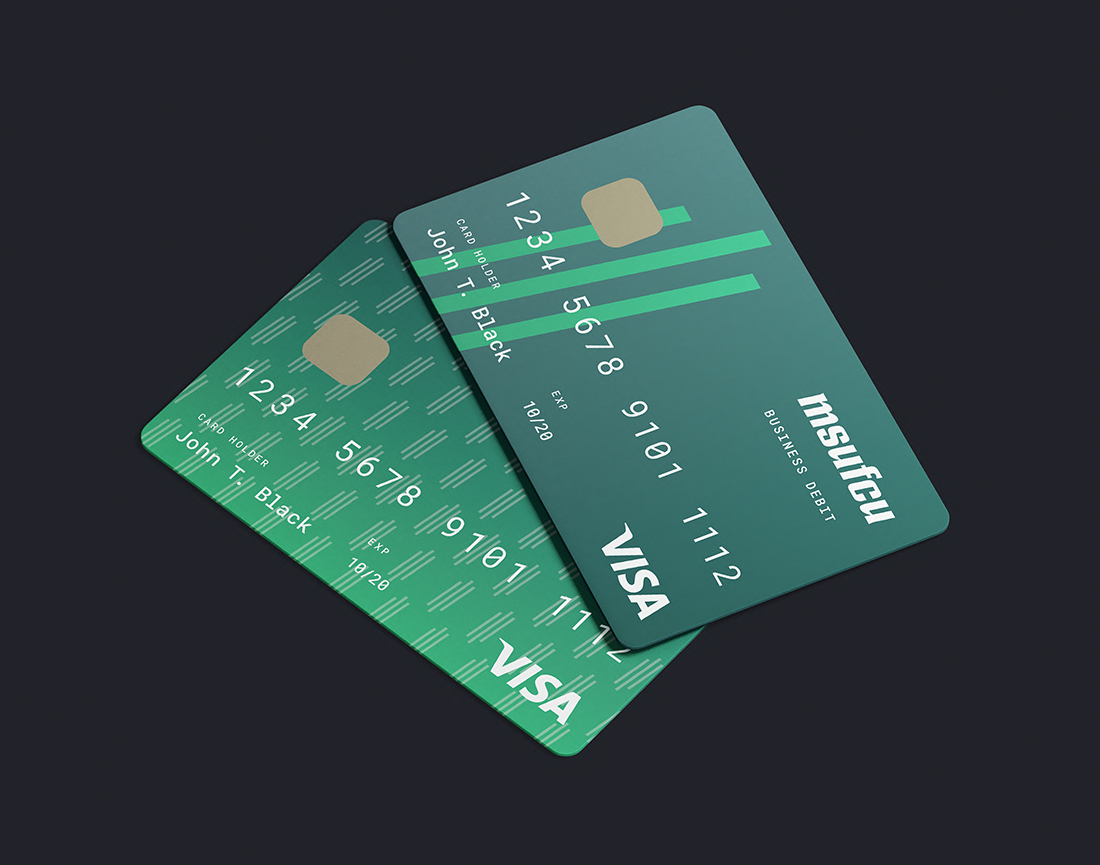 msufcu
BUSINESS DEBIT
1234 5678 9101 1112
CARD HOLDER
John T. Black
EXP
10/20
VISA
1234 5678 9101 1112
CARD HOLDER
John T. Black
EXP
10/20
VISA